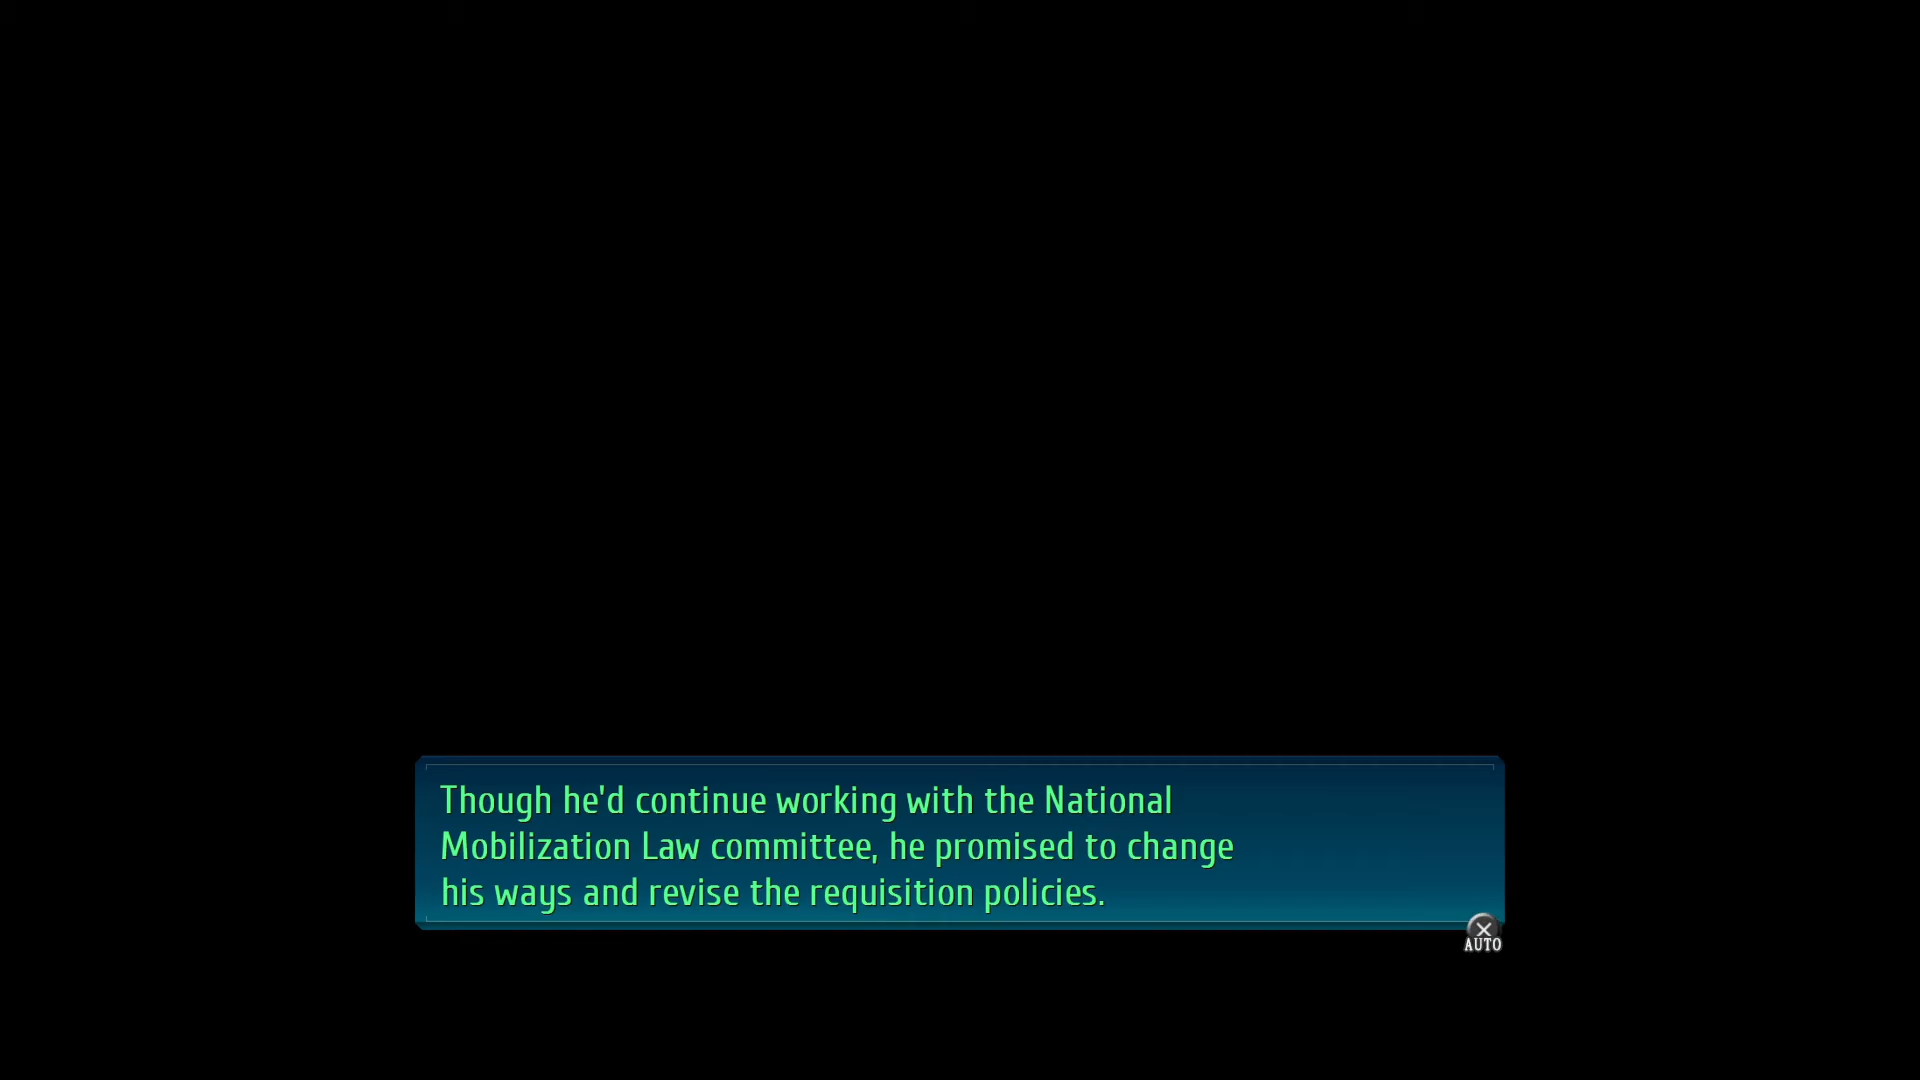 Though he'd continue working with the National
Mobilization Law committee, he promised to change
his ways and revise the requisition policies.
AUTO